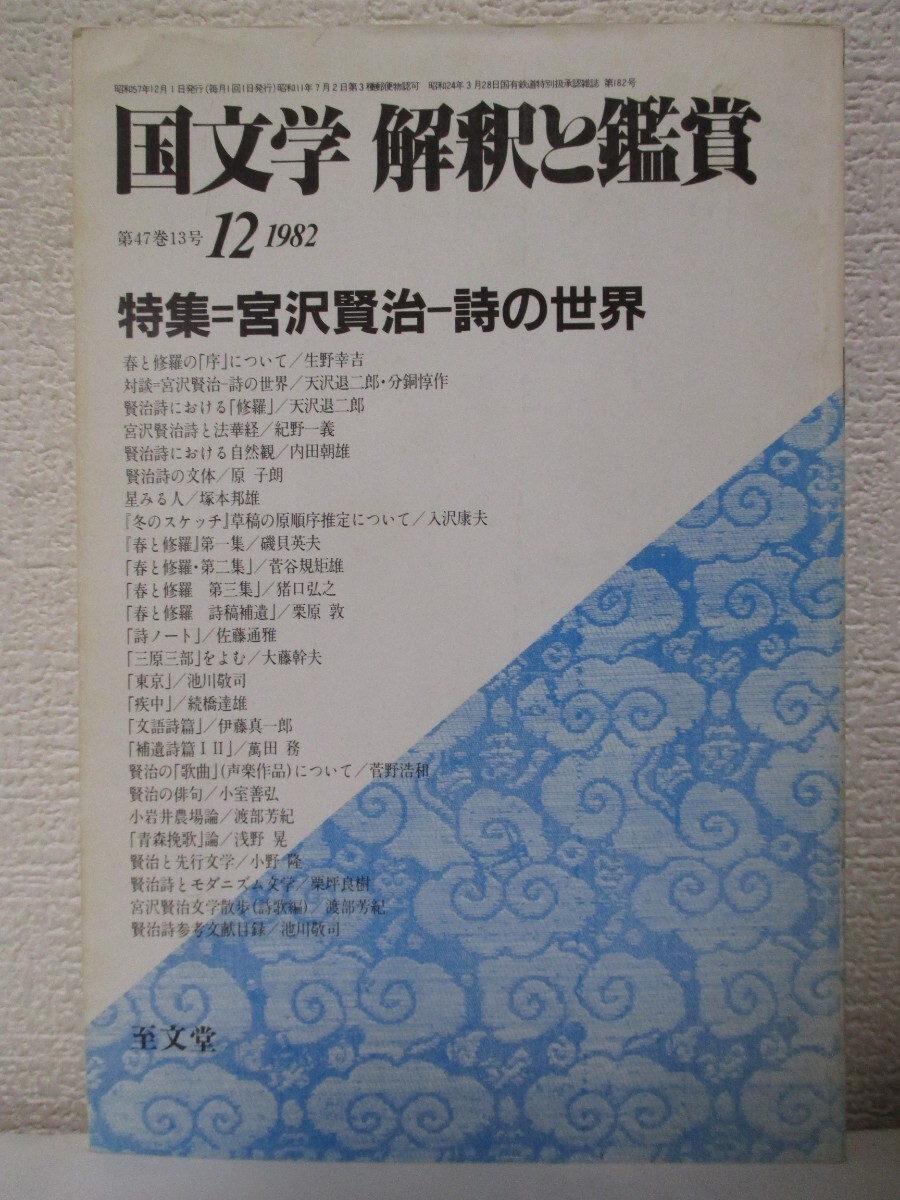 昭和57年12月1日発行(毎月1回1日発行)昭和11年7月2日第3種郵便物認可 昭和24年3月28日国有鉄道特別扱承認雑誌 第182号
国文学 解釈と鑑賞
第47巻13号 12 1982
特集=宮沢賢治-詩の世界
春と修羅の「序」について/生野幸吉
対談=宮沢賢治-詩の世界/天沢退二郎・分銅惇作
賢治詩における「修羅」/天沢退二郎
宮沢賢治詩と法華経/紀野一義
賢治詩における自然観/内田朝雄
賢治詩の文体/原 子朗
星みる人/塚本邦雄
『冬のスケッチ』草稿の原順序推定について/入沢康夫
『春と修羅』第一集/磯貝英夫
「春と修羅・第二集」/菅谷規矩雄
「春と修羅 第三集」/猪口弘之
「春と修羅 詩稿補遺」/栗原 敦
「詩ノート」/佐藤通雅
「三原三部」をよむ/大藤幹夫
「東京」/池川敬司
「疾中」/続橋達雄
「文語詩篇」/伊藤真一郎
「補遺詩篇ⅠⅡ」/萬田 務
賢治の「歌曲」(声楽作品)について/菅野浩和
賢治の俳句/小室善弘
小岩井農場論/渡部芳紀
「青森挽歌」論/浅野 晃
賢治と先行文学/小野 隆
賢治詩とモダニズム文学/栗坪良樹
宮沢賢治文学散歩(詩歌編)/渡部芳紀
賢治詩参考文献目録/池川敬司
至文堂